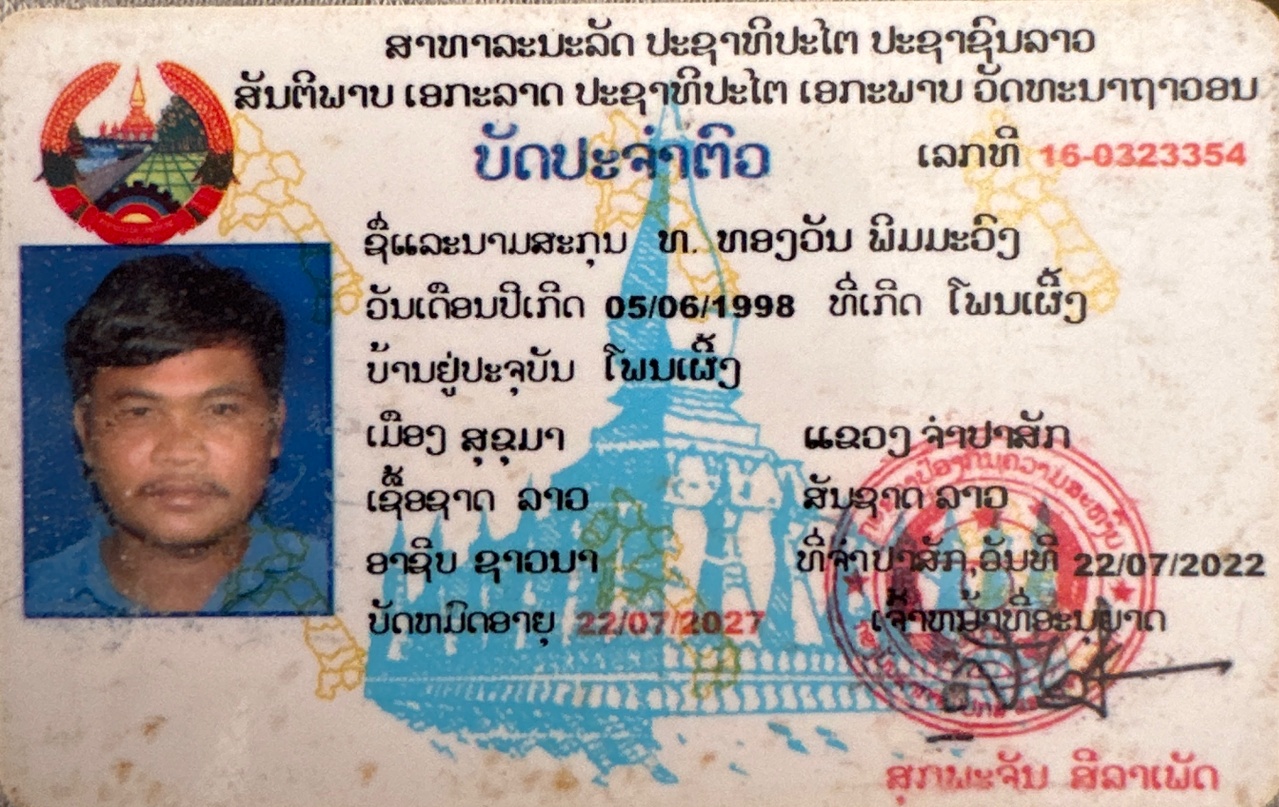 ສາທາລະນະລັດ ປະຊາທິປະໄຕ ປະຊາຊົນລາວ
ສັນຕິພາບ ເອກະລາດ ປະຊາທິປະໄຕ ເອກະພາບ ວັດທະນາຖາວອນ
ບັດປະຈຳຕົວ
ເລກທີ 16-0323354
ຊື່ແລະນາມສະກຸນ ທ. ທອງວັນ ພິມມະວົງ
ວັນເດືອນປີເກີດ 05/06/1998 ທີ່ເກີດ ໂພນເຜີ້ງ
ບ້ານຢູ່ປະຈຸບັນ ໂພນເຜີ້ງ
ເມືອງ ສຸຂຸມາ ແຂວງ ຈຳປາສັກ
ເຊື້ອຊາດ ລາວ ສັນຊາດ ລາວ
ອາຊີບ ຊາວນາ ທີ່ຈຳປາສັກ,ວັນທີ 22/07/2022
ບັດຫມົດອາຍຸ 22/07/2027 ເຈົ້າຫນ້າທີ່ອະນຸຍາດ
ສຸກພະຈັນ ສີລາເພັດ